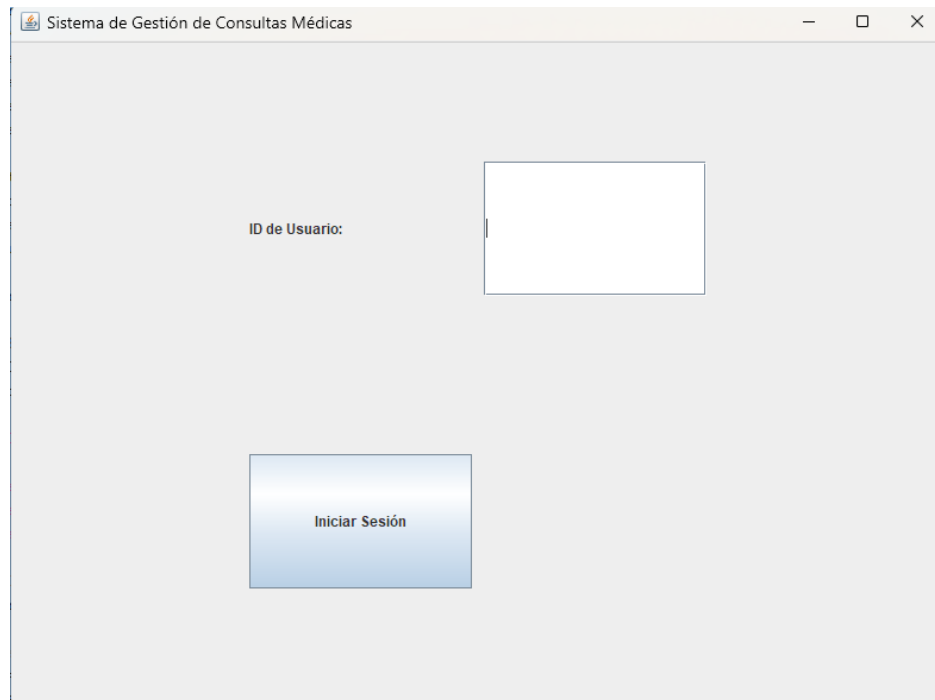 Sistema de Gestión de Consultas Médicas
ID de Usuario:
Iniciar Sesión